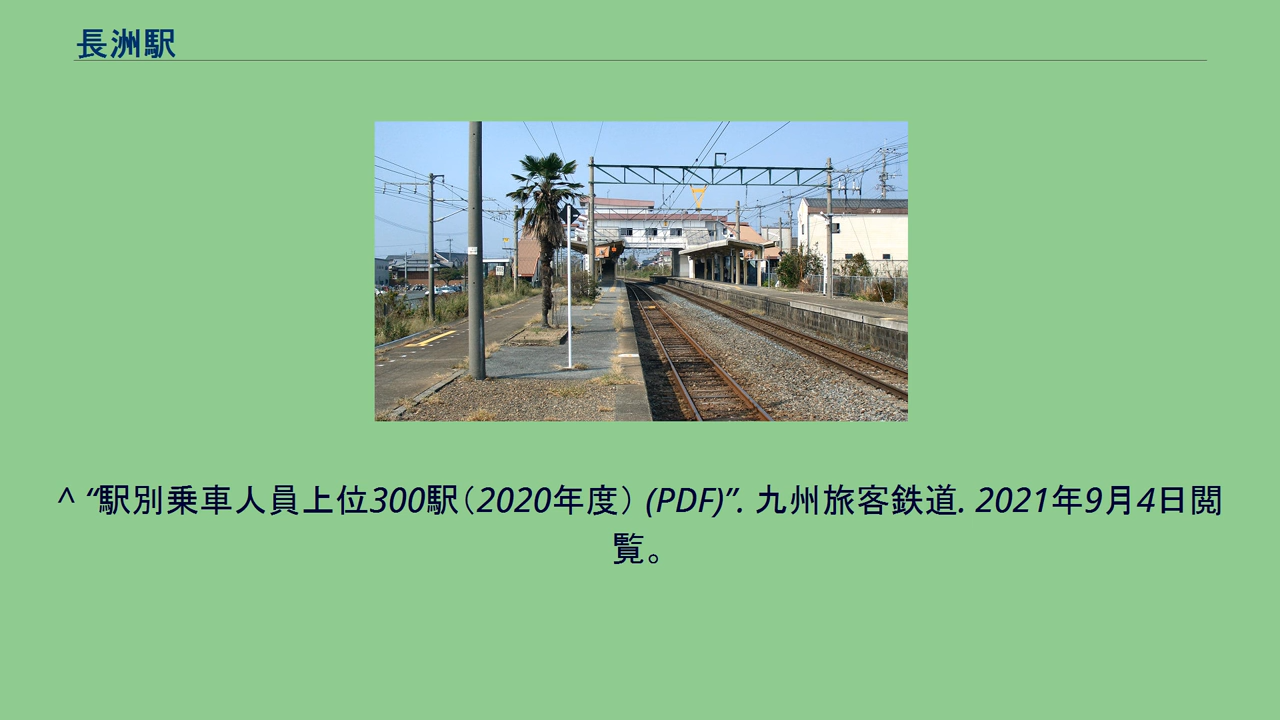 長洲駅
^ “駅別乗車人員上位300駅（2020年度） (PDF)”. 九州旅客鉄道. 2021年9月4日閲
覧。